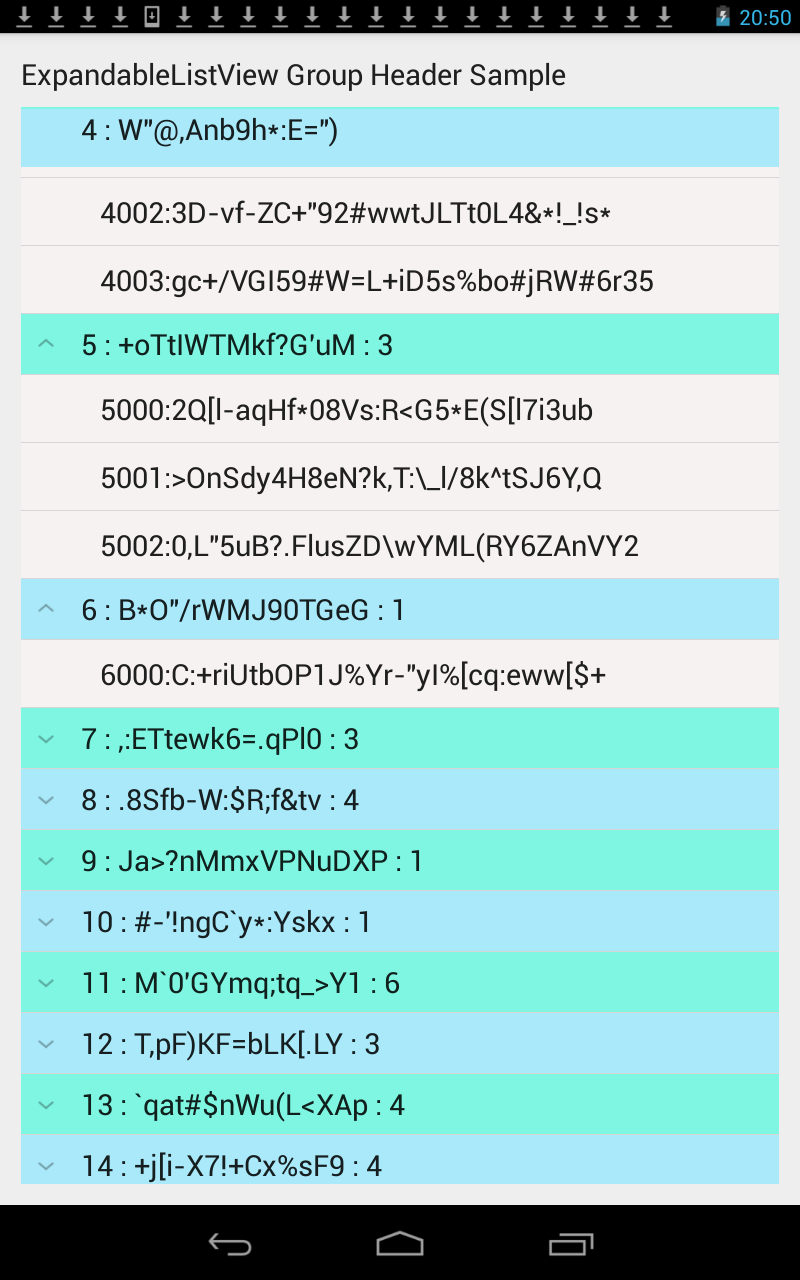 20:50
ExpandableListView Group Header Sample
4 : W"@,Anb9h*:E=")
4002:3D-vf-ZC+"92#wwtJLTt0L4&*!_!s*
4003:gc+/VGI59#W=L+iD5s%bo#jRW#6r35
5 : +oTtIWTMkf?G'uM : 3
5000:2Q[l-aqHf*08Vs:R<G5*E(S[l7i3ub
5001:>OnSdy4H8eN?k,T:\_l/8k^tSJ6Y,Q
5002:0,L"5uB?.FlusZD\wYML(RY6ZAnVY2
6 : B*O"/rWMJ90TGeG : 1
6000:C:+riUtbOP1J%Yr-"yI%[cq:eww[$+
7 : ,:ETtewk6=.qPl0 : 3
8 : .8Sfb-W:$R;f&tv : 4
9 : Ja>?nMmxVPNuDXP : 1
10 : #-'!ngC`y*:Yskx : 1
11 : M`0'GYmq;tq_>Y1 : 6
12 : T,pF)KF=bLK[.LY : 3
13 : `qat#$nWu(L<XAp : 4
14 : +j[i-X7!+Cx%sF9 : 4